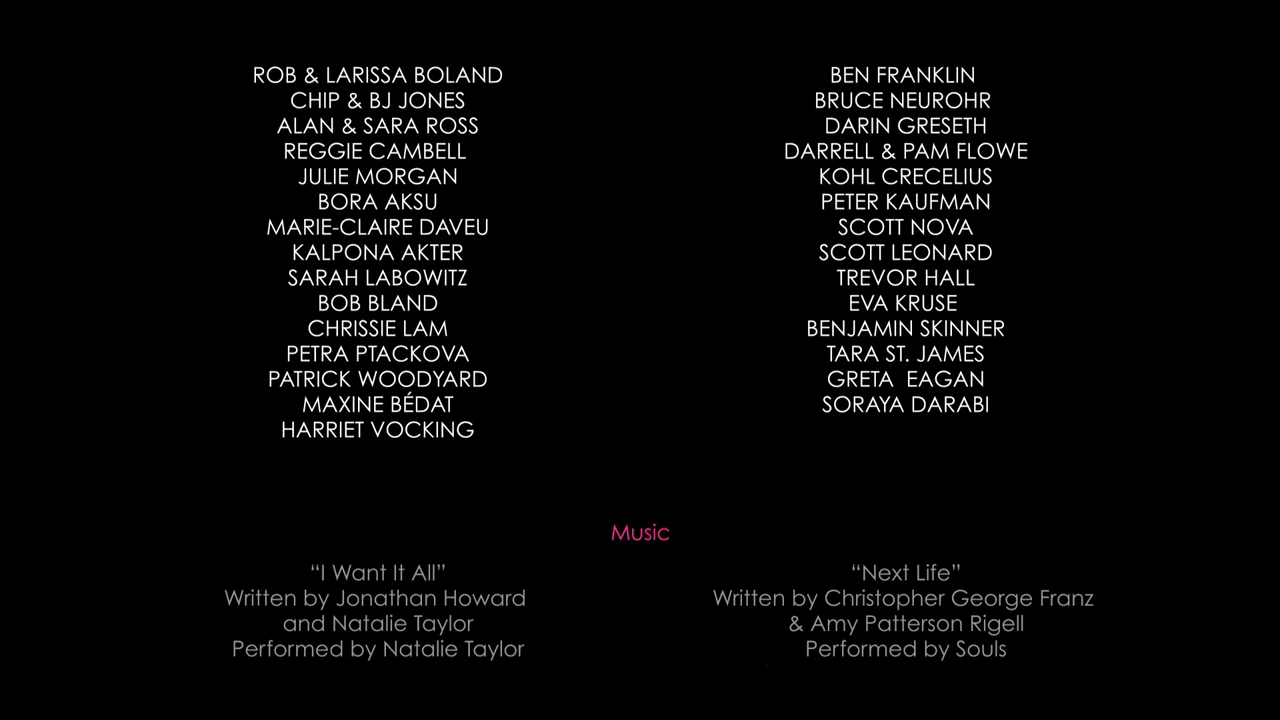 ROB & LARISSA BOLAND
CHIP & BJ JONES
ALAN & SARA ROSS
REGGIE CAMBELL
JULIE MORGAN
BORA AKSU
MARIE-CLAIRE DAVEU
KALPONA AKTER
SARAH LABOWITZ
BOB BLAND
CHRISSIE LAM
PETRA PTACKOVA
PATRICK WOODYARD
MAXINE BÉDAT
HARRIET VOCKING
BEN FRANKLIN
BRUCE NEUROHR
DARIN GRESETH
DARRELL & PAM FLOWE
KOHL CRECELIUS
PETER KAUFMAN
SCOTT NOVA
SCOTT LEONARD
TREVOR HALL
EVA KRUSE
BENJAMIN SKINNER
TARA ST. JAMES
GRETA EAGAN
SORAYA DARABI
Music
“I Want It All”
Written by Jonathan Howard
and Natalie Taylor
Performed by Natalie Taylor
“Next Life”
Written by Christopher George Franz
& Amy Patterson Rigell
Performed by Souls